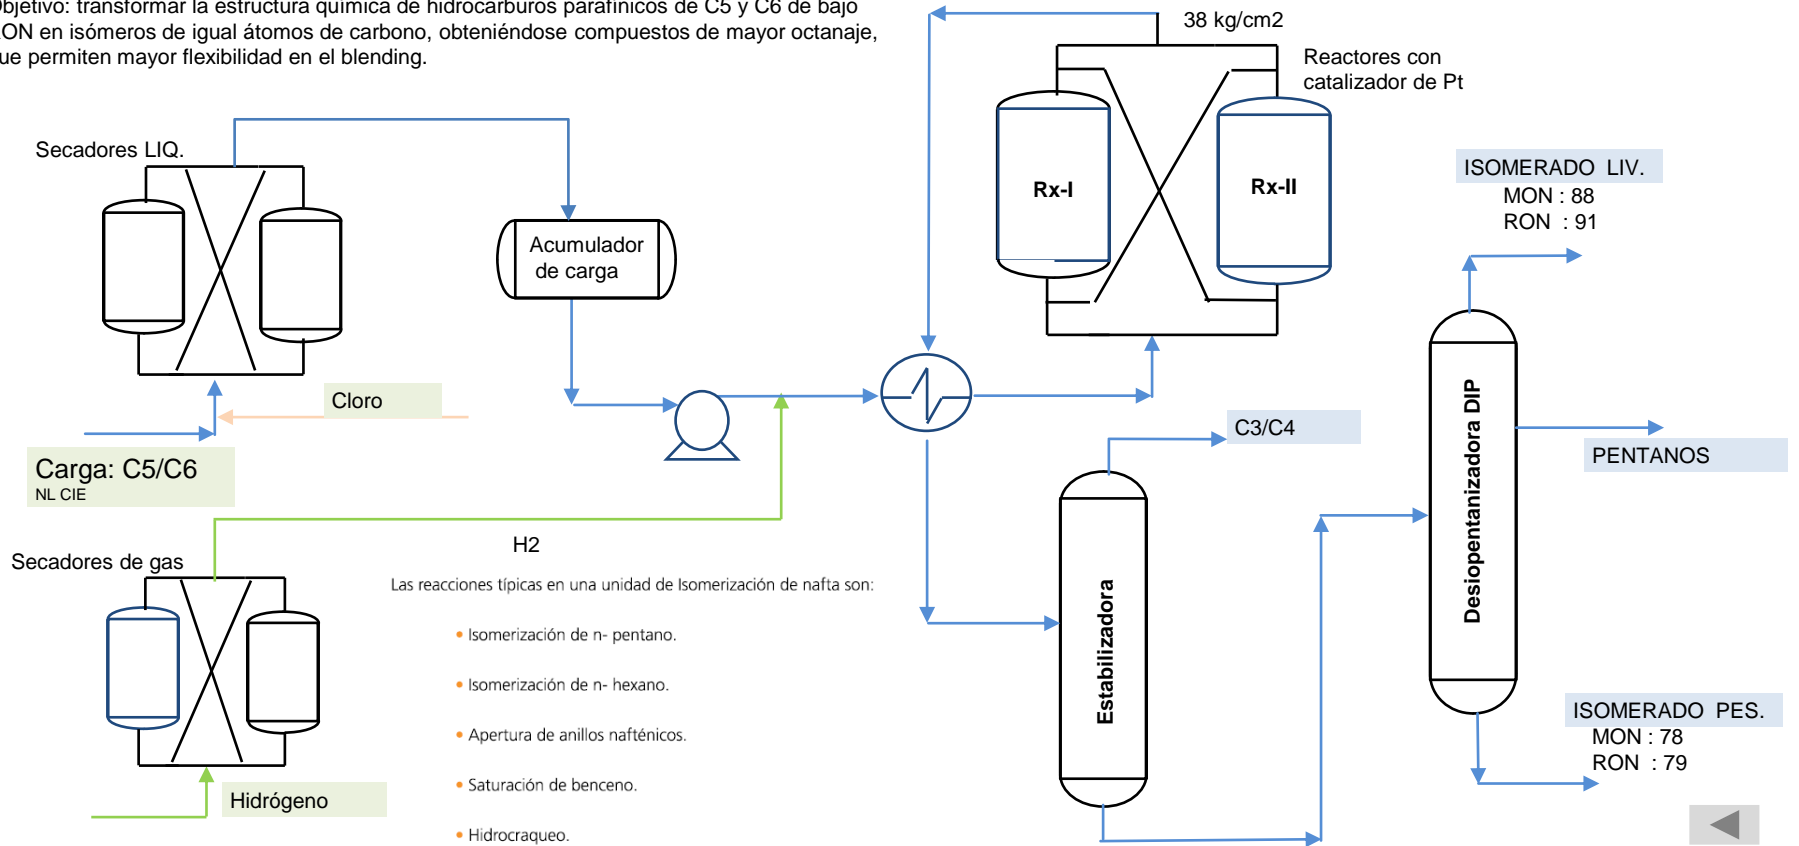 Objetivo: transformar la estructura química de hidrocarburos parafínicos de C5 y C6 de bajo
RON en isómeros de igual átomos de carbono, obteniéndose compuestos de mayor octanaje,
que permiten mayor flexibilidad en el blending.
38 kg/cm2
Reactores con
catalizador de Pt
Secadores LIQ.
ISOMERADO LIV.
MON : 88
RON : 91
Rx-I
Rx-II
Acumulador
de carga
Cloro
C3/C4
Carga: C5/C6
NL CIE
PENTANOS
Desiopentanizadora DIP
H2
Secadores de gas
Las reacciones típicas en una unidad de Isomerización de nafta son:
• Isomerización de n- pentano.
• Isomerización de n- hexano.
• Apertura de anillos nafténicos.
• Saturación de benceno.
• Hidrocraqueo.
Estabilizadora
ISOMERADO PES.
MON : 78
RON : 79
Hidrógeno